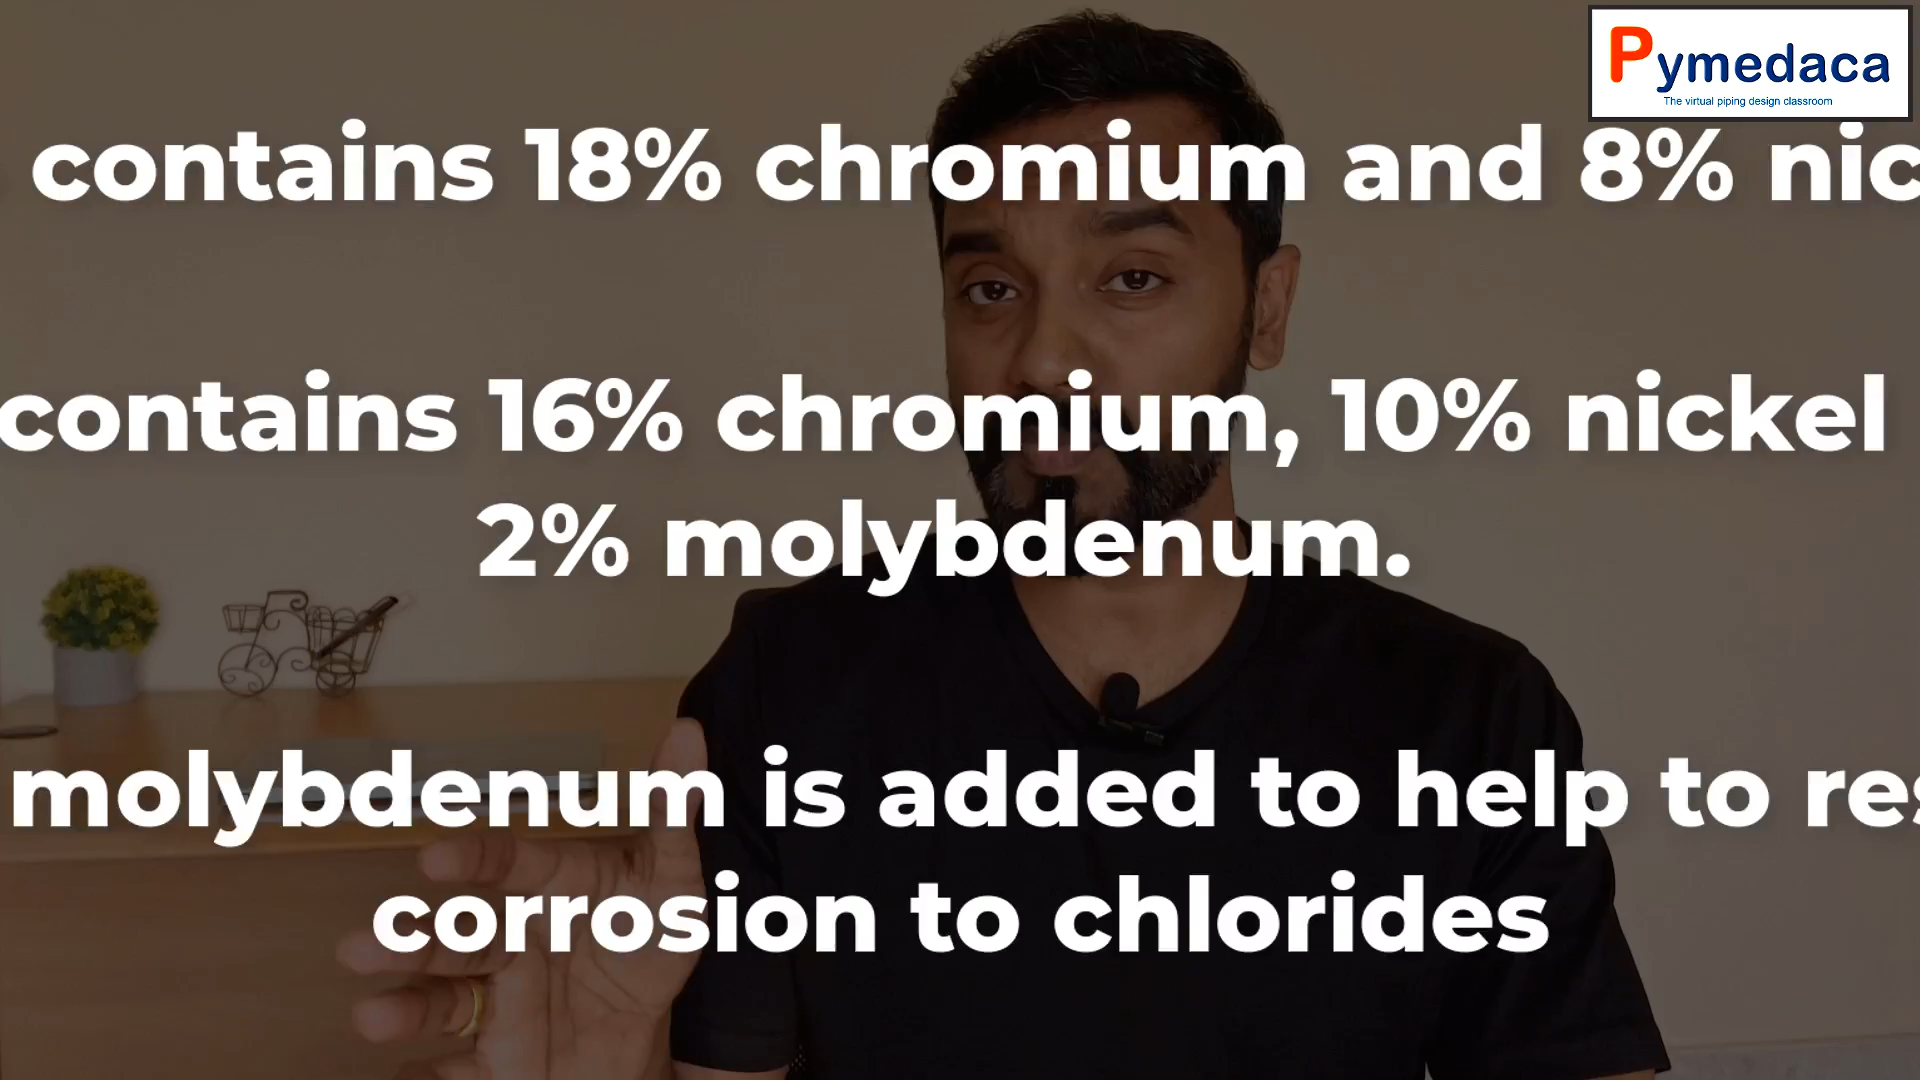 Pymedaca
The virtual piping design classroom
contains 18% chromium and 8% nic
contains 16% chromium, 10% nickel
2% molybdenum.
molybdenum is added to help to res
corrosion to chlorides